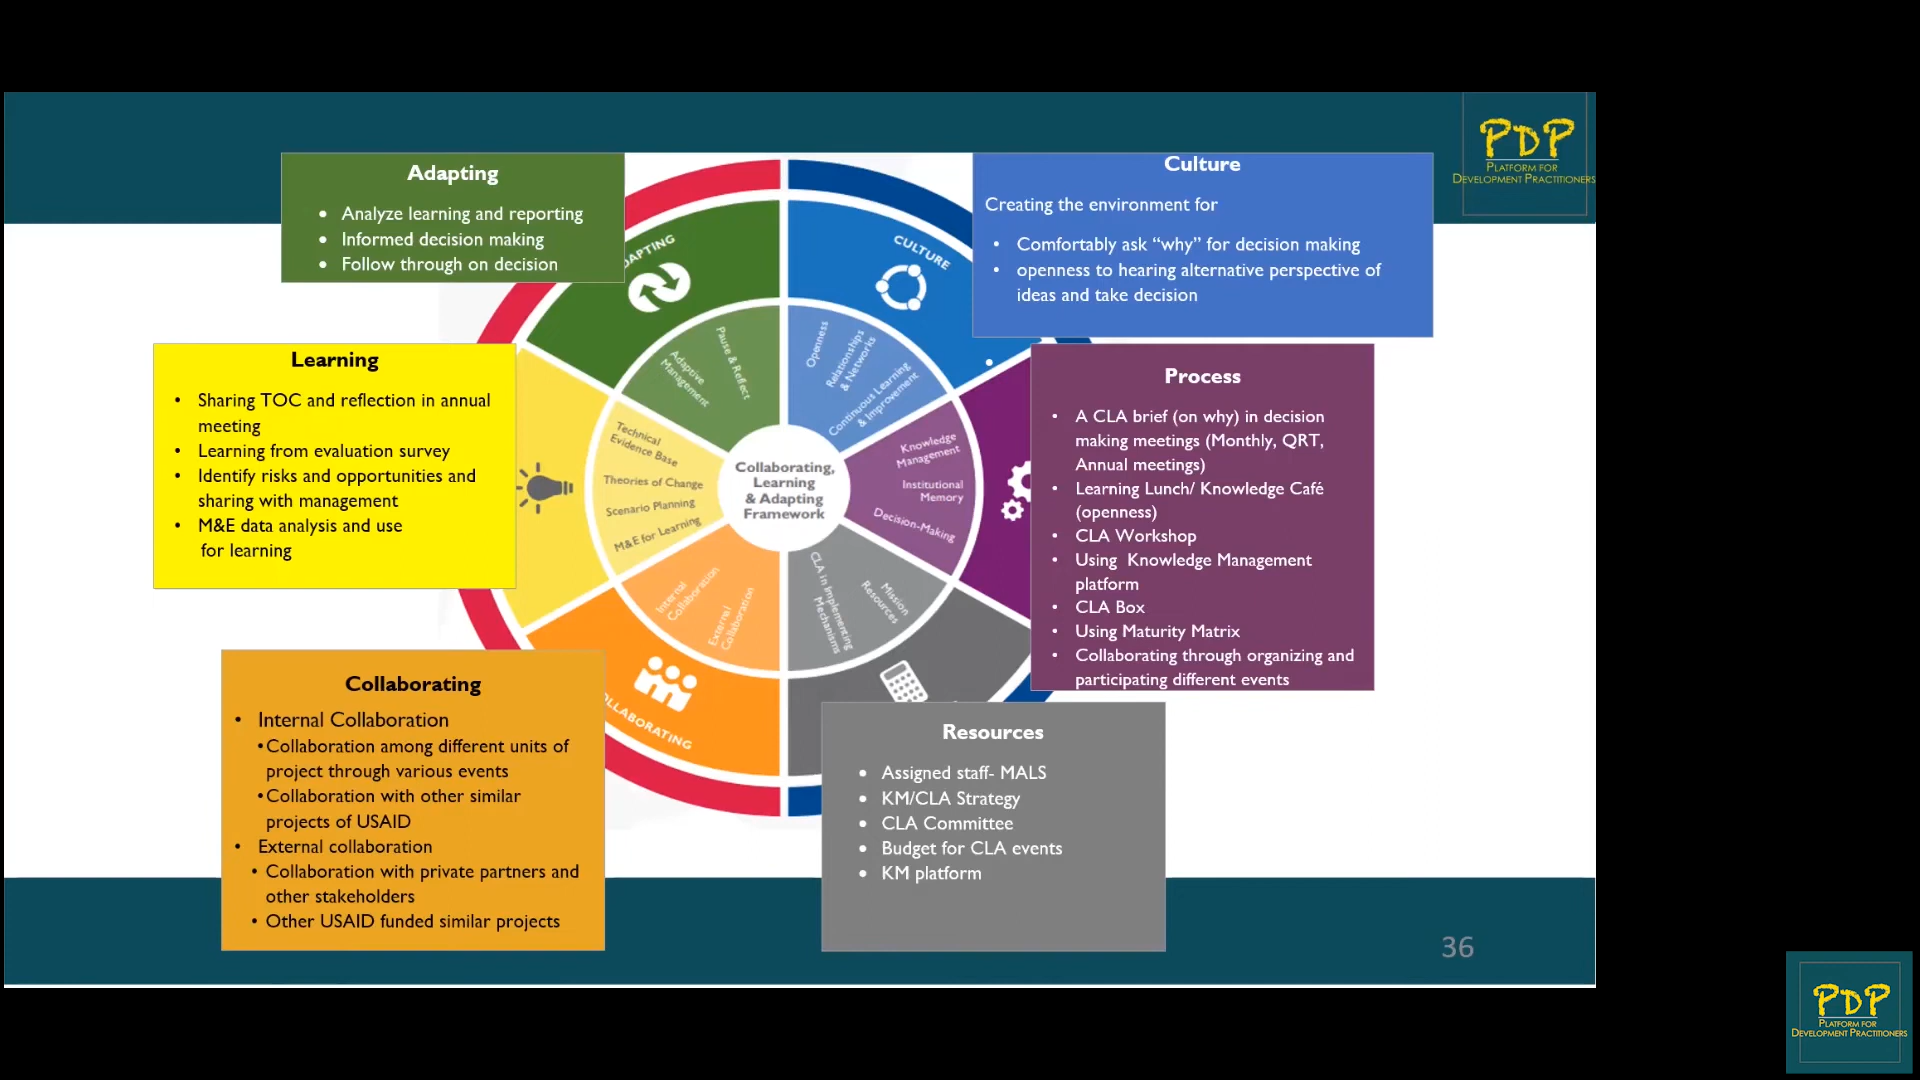 PDP
PLATFORM FOR
DEVELOPMENT PRACTITIONERS
Adapting
• Analyze learning and reporting
• Informed decision making
• Follow through on decision
Culture
Creating the environment for
• Comfortably ask “why” for decision making
• openness to hearing alternative perspective of
ideas and take decision
Learning
• Sharing TOC and reflection in annual
meeting
• Learning from evaluation survey
• Identify risks and opportunities and
sharing with management
• M&E data analysis and use
for learning
Process
• A CLA brief (on why) in decision
making meetings (Monthly, QRT,
Annual meetings)
• Learning Lunch/ Knowledge Café
(openness)
• CLA Workshop
• Using Knowledge Management
platform
• CLA Box
• Using Maturity Matrix
• Collaborating through organizing and
participating different events
Collaborating
• Internal Collaboration
• Collaboration among different units of
project through various events
• Collaboration with other similar
projects of USAID
• External collaboration
• Collaboration with private partners and
other stakeholders
• Other USAID funded similar projects
Resources
• Assigned staff- MALS
• KM/CLA Strategy
• CLA Committee
• Budget for CLA events
• KM platform
APTING
CULTURE
LLABORATING
Adaptive
Management
Pause & Reflect
Openness
Relationships
& Networks
Continuous Learning
& Improvement
Technical
Evidence Base
Theories of Change
Scenario Planning
M&E for Learning
Collaborating,
Learning
& Adapting
Framework
Knowledge
Management
Institutional
Memory
Decision-Making
Internal
Collaboration
External
Collaboration
CLA in Implementing
Mechanisms
Mission
Resources
36
PDP
PLATFORM FOR
DEVELOPMENT PRACTITIONERS